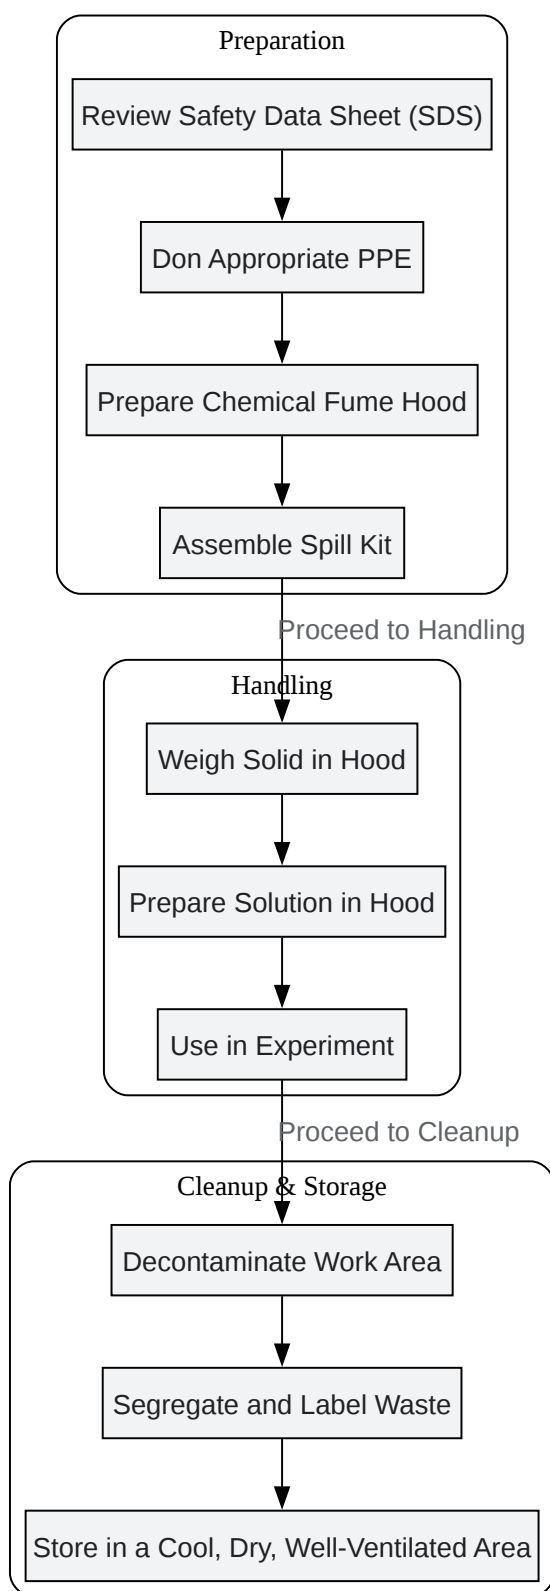 Preparation
Review Safety Data Sheet (SDS)
Don Appropriate PPE
Prepare Chemical Fume Hood
Assemble Spill Kit
Proceed to Handling
Handling
Weigh Solid in Hood
Prepare Solution in Hood
Use in Experiment
Proceed to Cleanup
Cleanup & Storage
Decontaminate Work Area
Segregate and Label Waste
Store in a Cool, Dry, Well-Ventilated Area